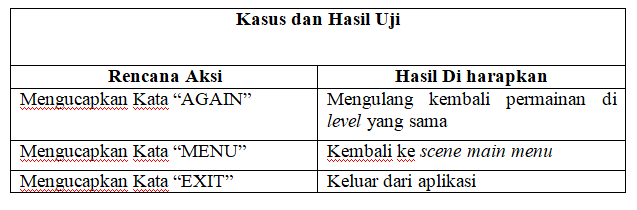 Kasus dan Hasil Uji
Rencana Aksi
Hasil Di harapkan
Mengucapkan Kata “AGAIN”
Mengulang kembali permainan di
level yang sama
Mengucapkan Kata “MENU”
Kembali ke scene main menu
Mengucapkan Kata “EXIT”
Keluar dari aplikasi